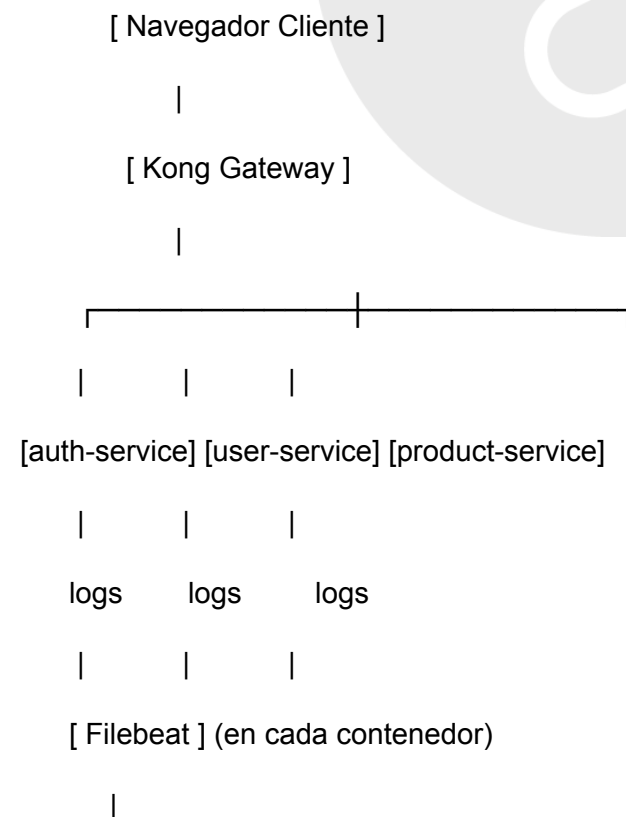 [ Navegador Cliente ]
|
[ Kong Gateway ]
|
┌─────────────┼─────────────
| | |
[auth-service] [user-service] [product-service]
| | |
logs logs logs
| | |
[ Filebeat ] (en cada contenedor)
|